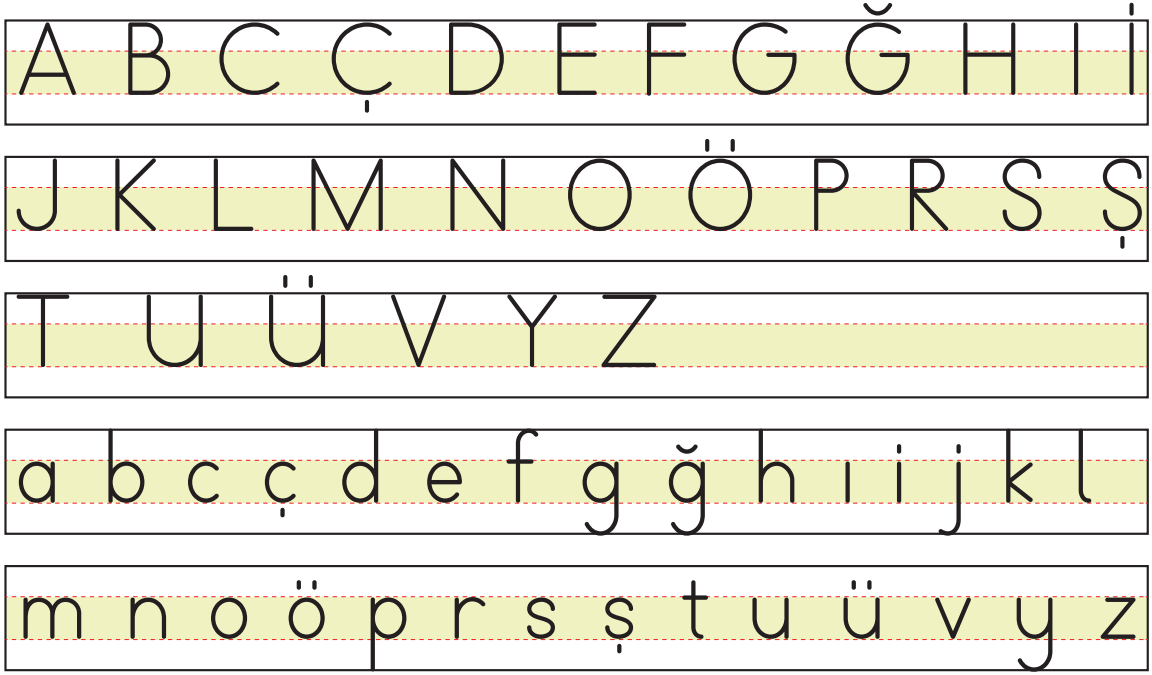 A B C Ç D E F G Ğ H I İ
J K L M N O Ö P R S Ş
T U Ü V Y Z
a b c ç d e f g ğ h ı i j k l
m n o ö p r s ş t u ü v y z